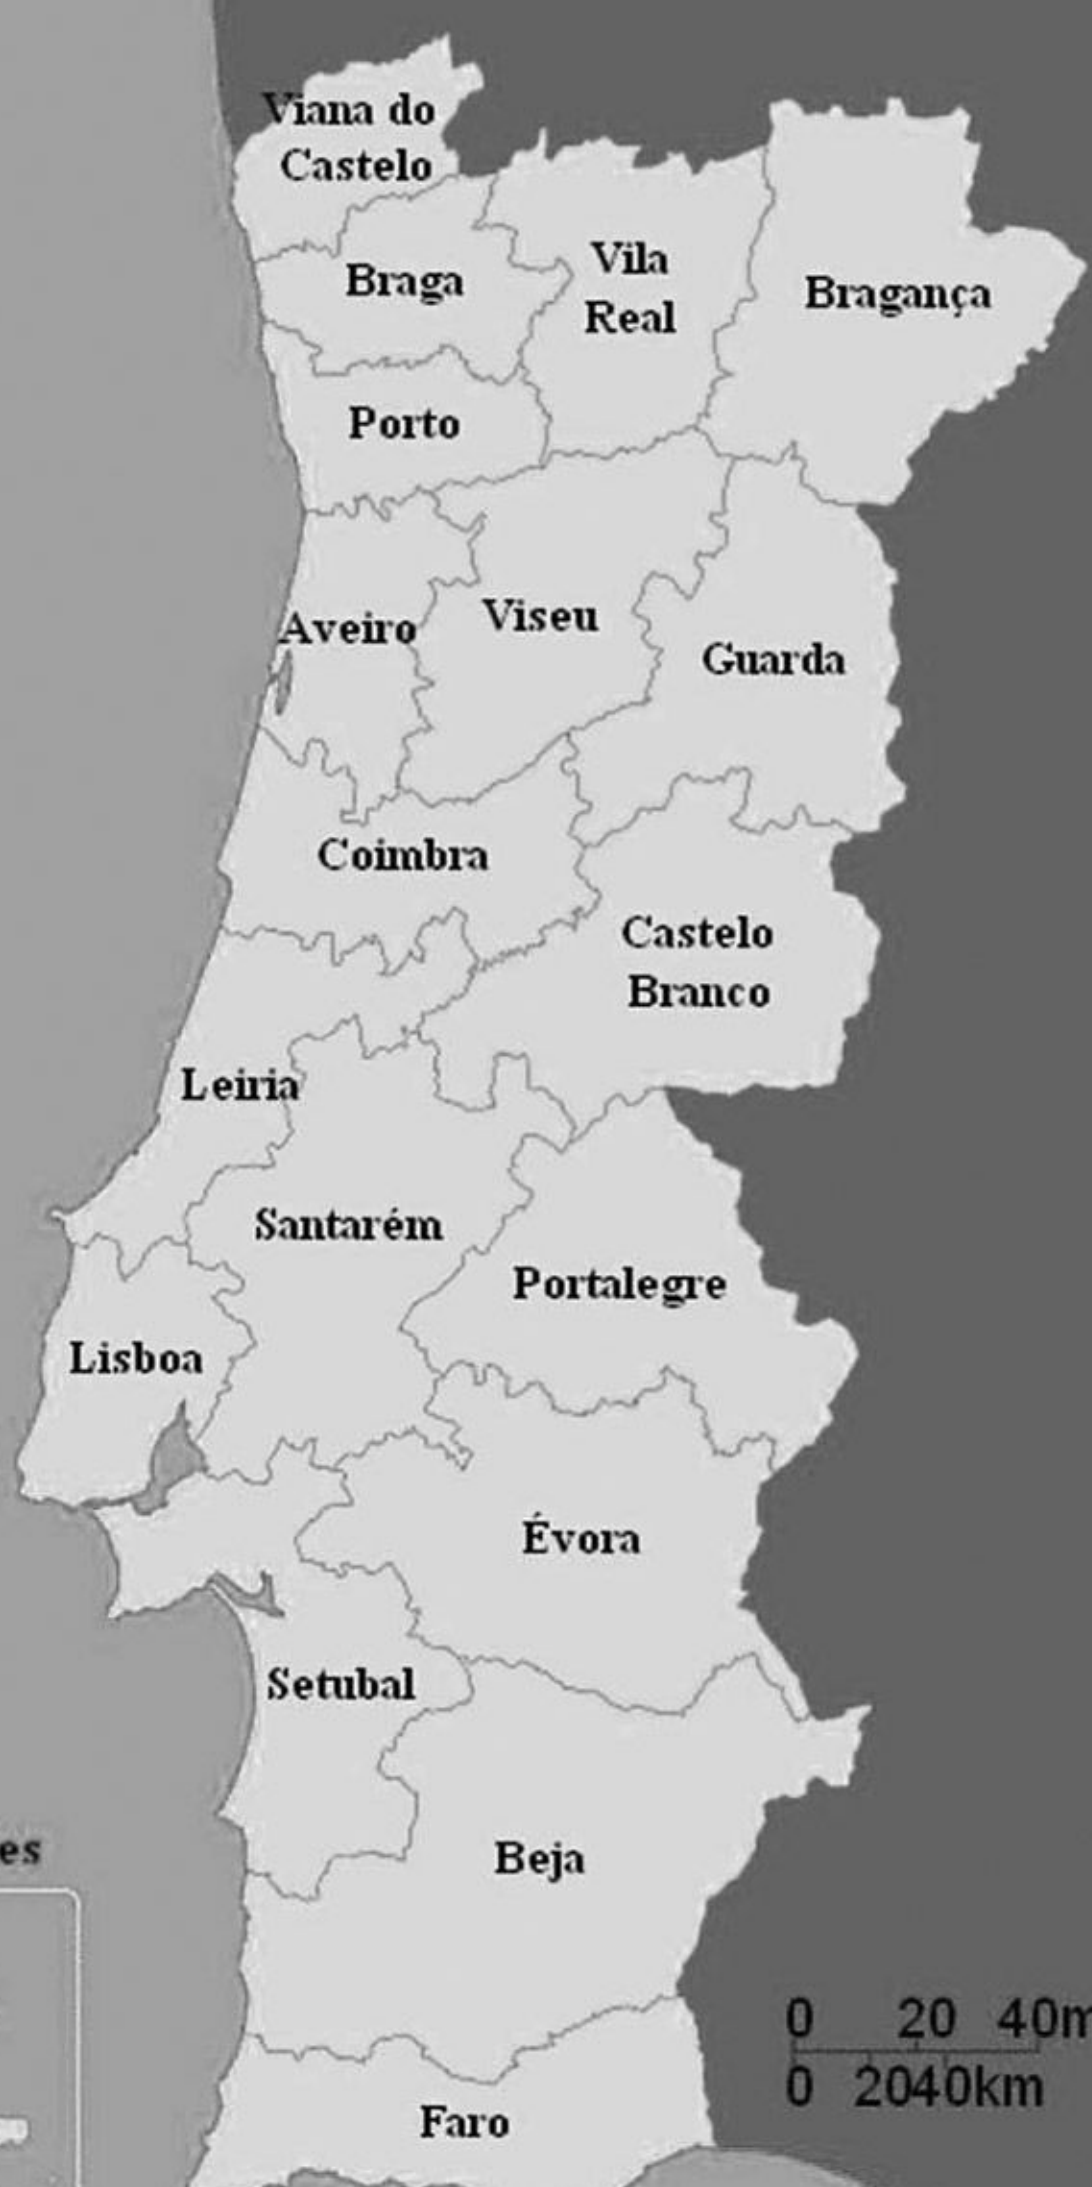 Viana do
Castelo
Braga
Vila
Real
Bragança
Porto
Aveiro
Viseu
Guarda
Coimbra
Castelo
Branco
Leiria
Santarém
Portalegre
Lisboa
Évora
Setubal
es
Beja
0 20 40m
0 2040km
Faro